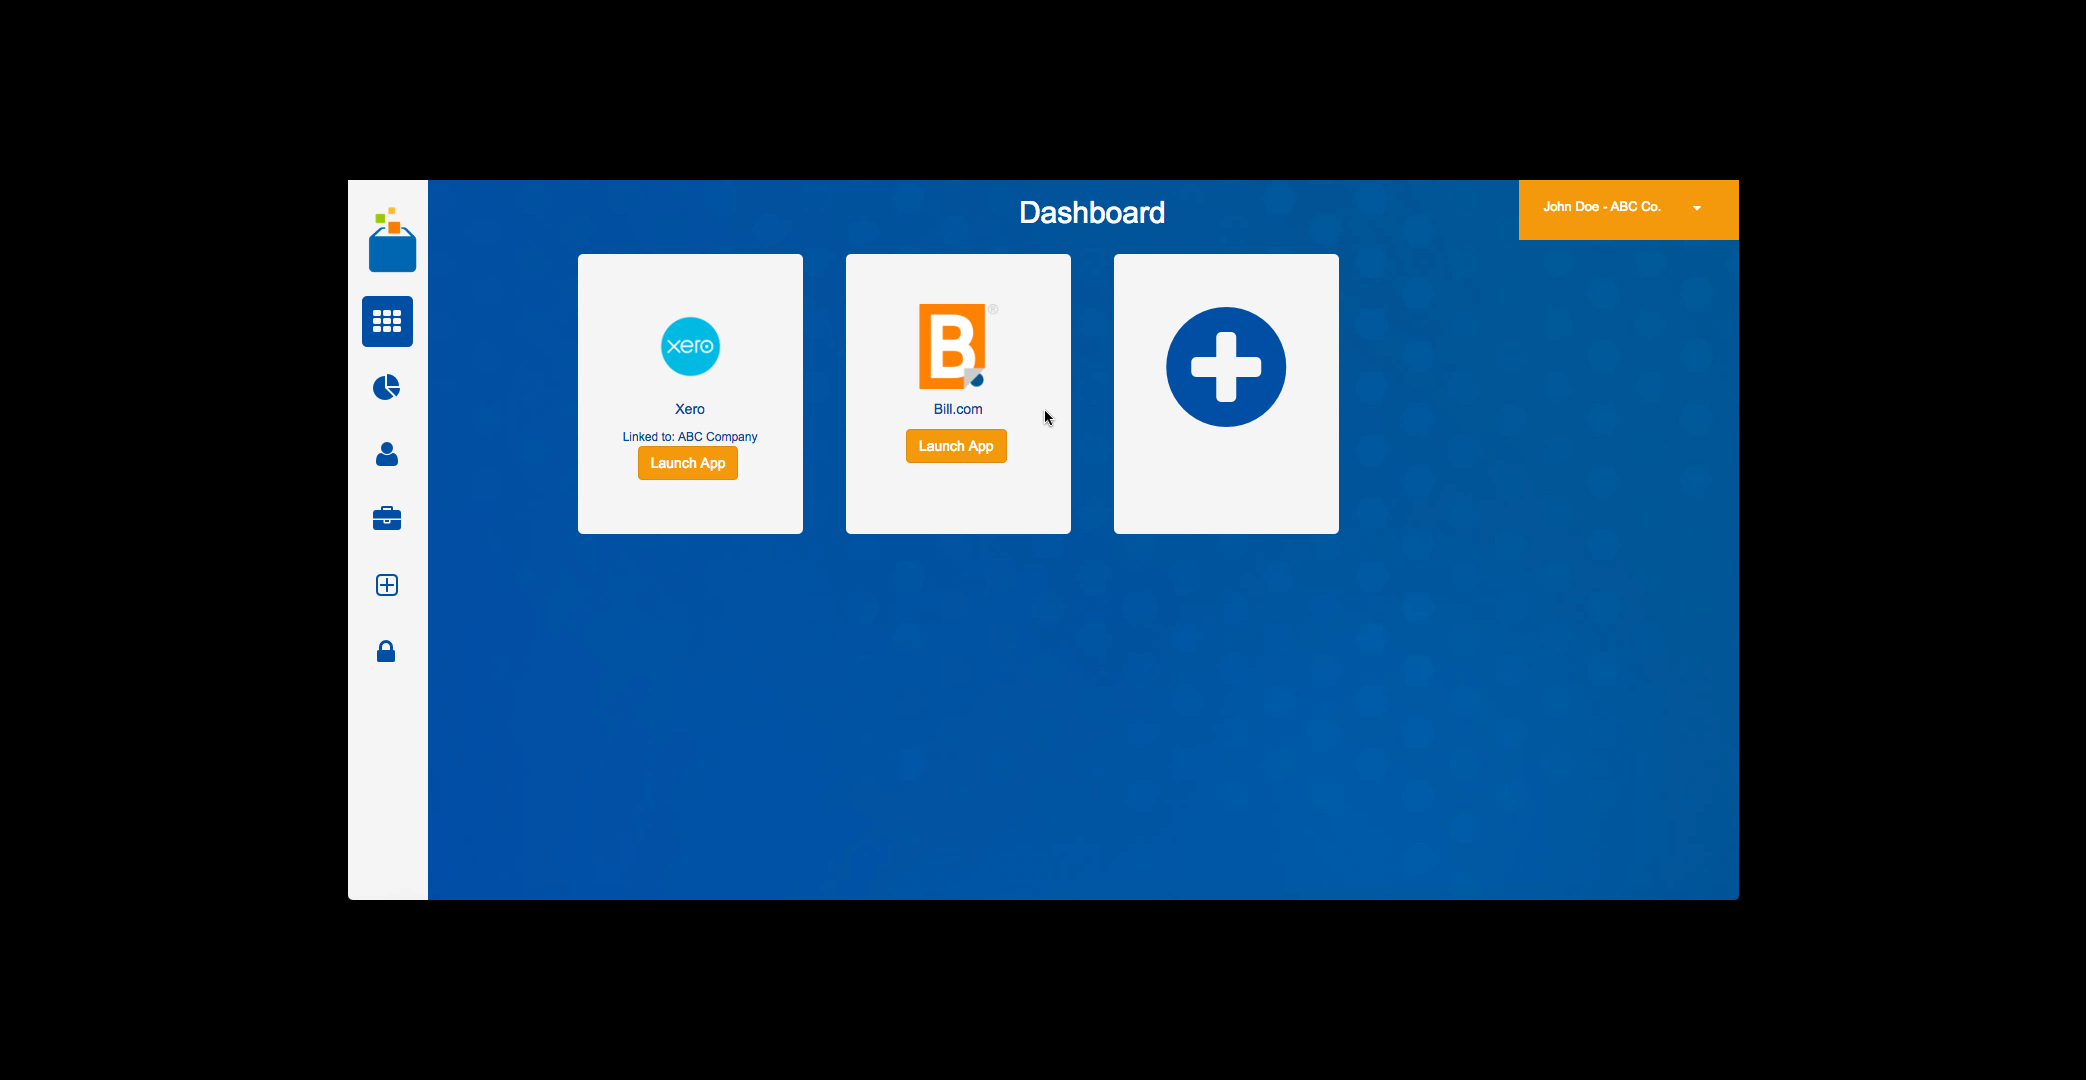 Dashboard
John Doe - ABC Co.
xero
B
®
Xero
Bill.com
Linked to: ABC Company
Launch App
Launch App